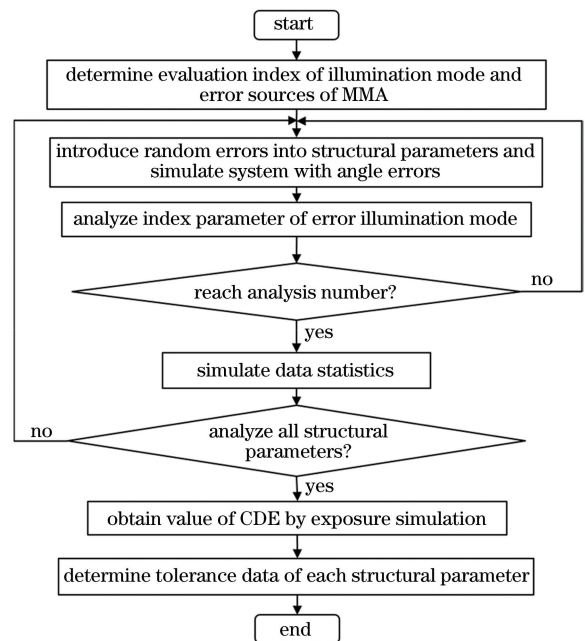 start
determine evaluation index of illumination mode and
error sources of MMA
introduce random errors into structural parameters and
simulate system with angle errors
analyze index parameter of error illumination mode
reach analysis number?
no
yes
simulate data statistics
no
analyze all structural
parameters?
yes
obtain value of CDE by exposure simulation
determine tolerance data of each structural parameter
end